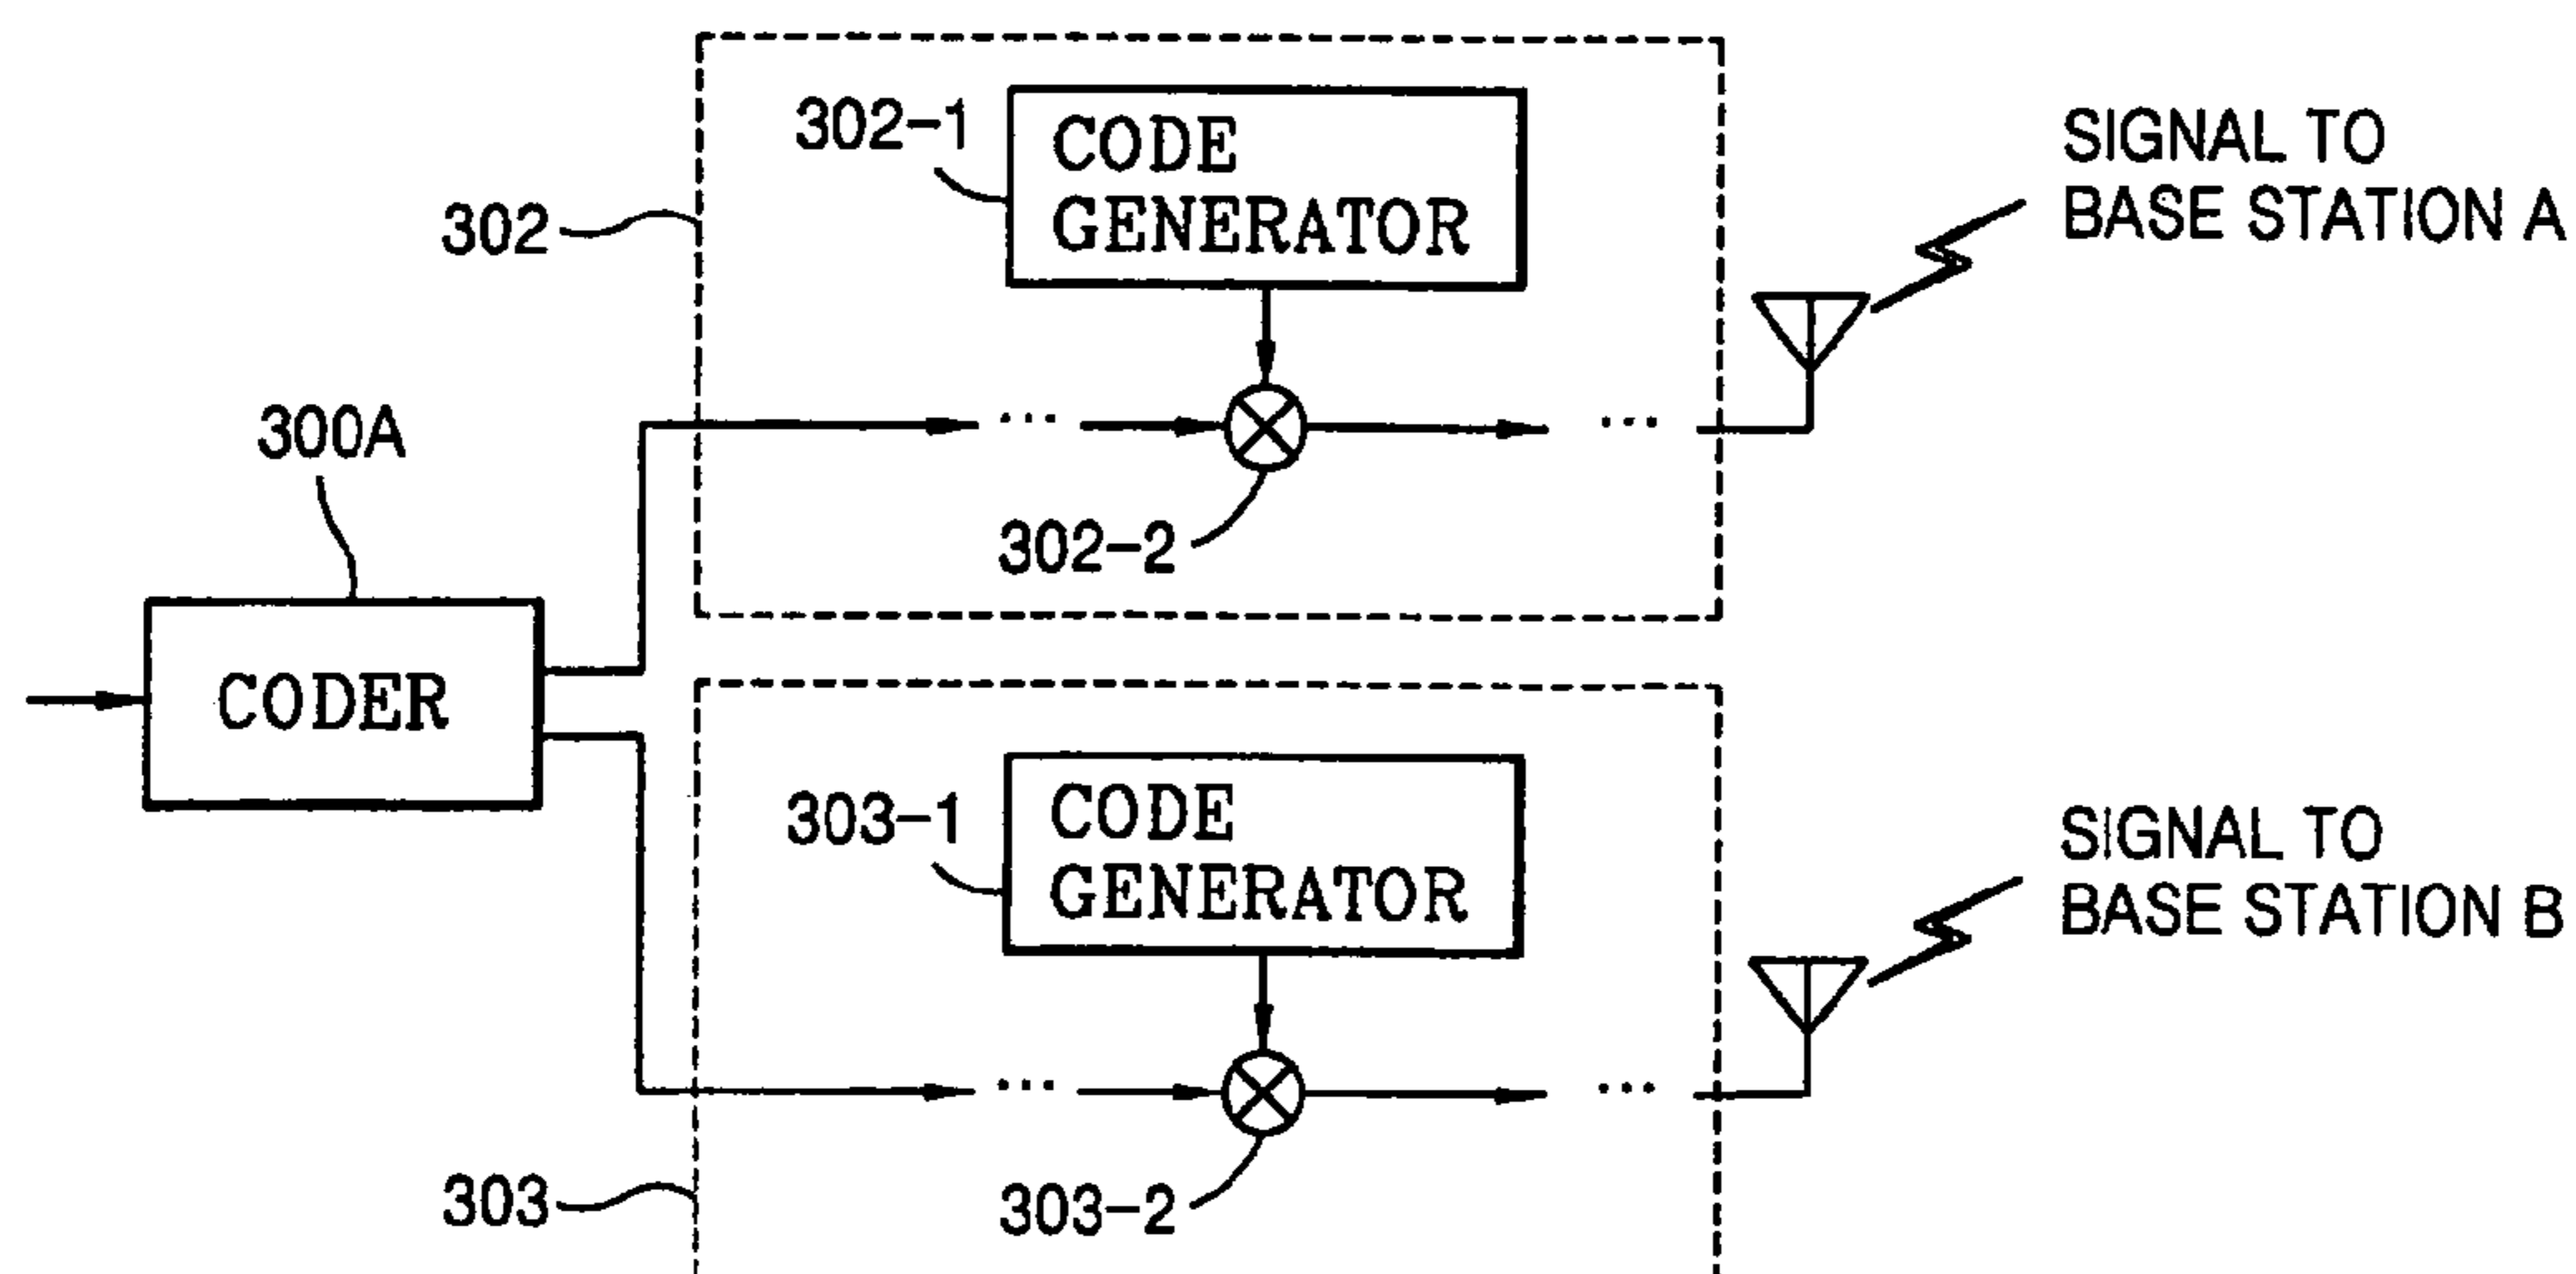 302-1
CODE
GENERATOR
SIGNAL TO
BASE STATION A
302
300A
302-2
CODER
303-1
CODE
GENERATOR
SIGNAL TO
BASE STATION B
303
303-2